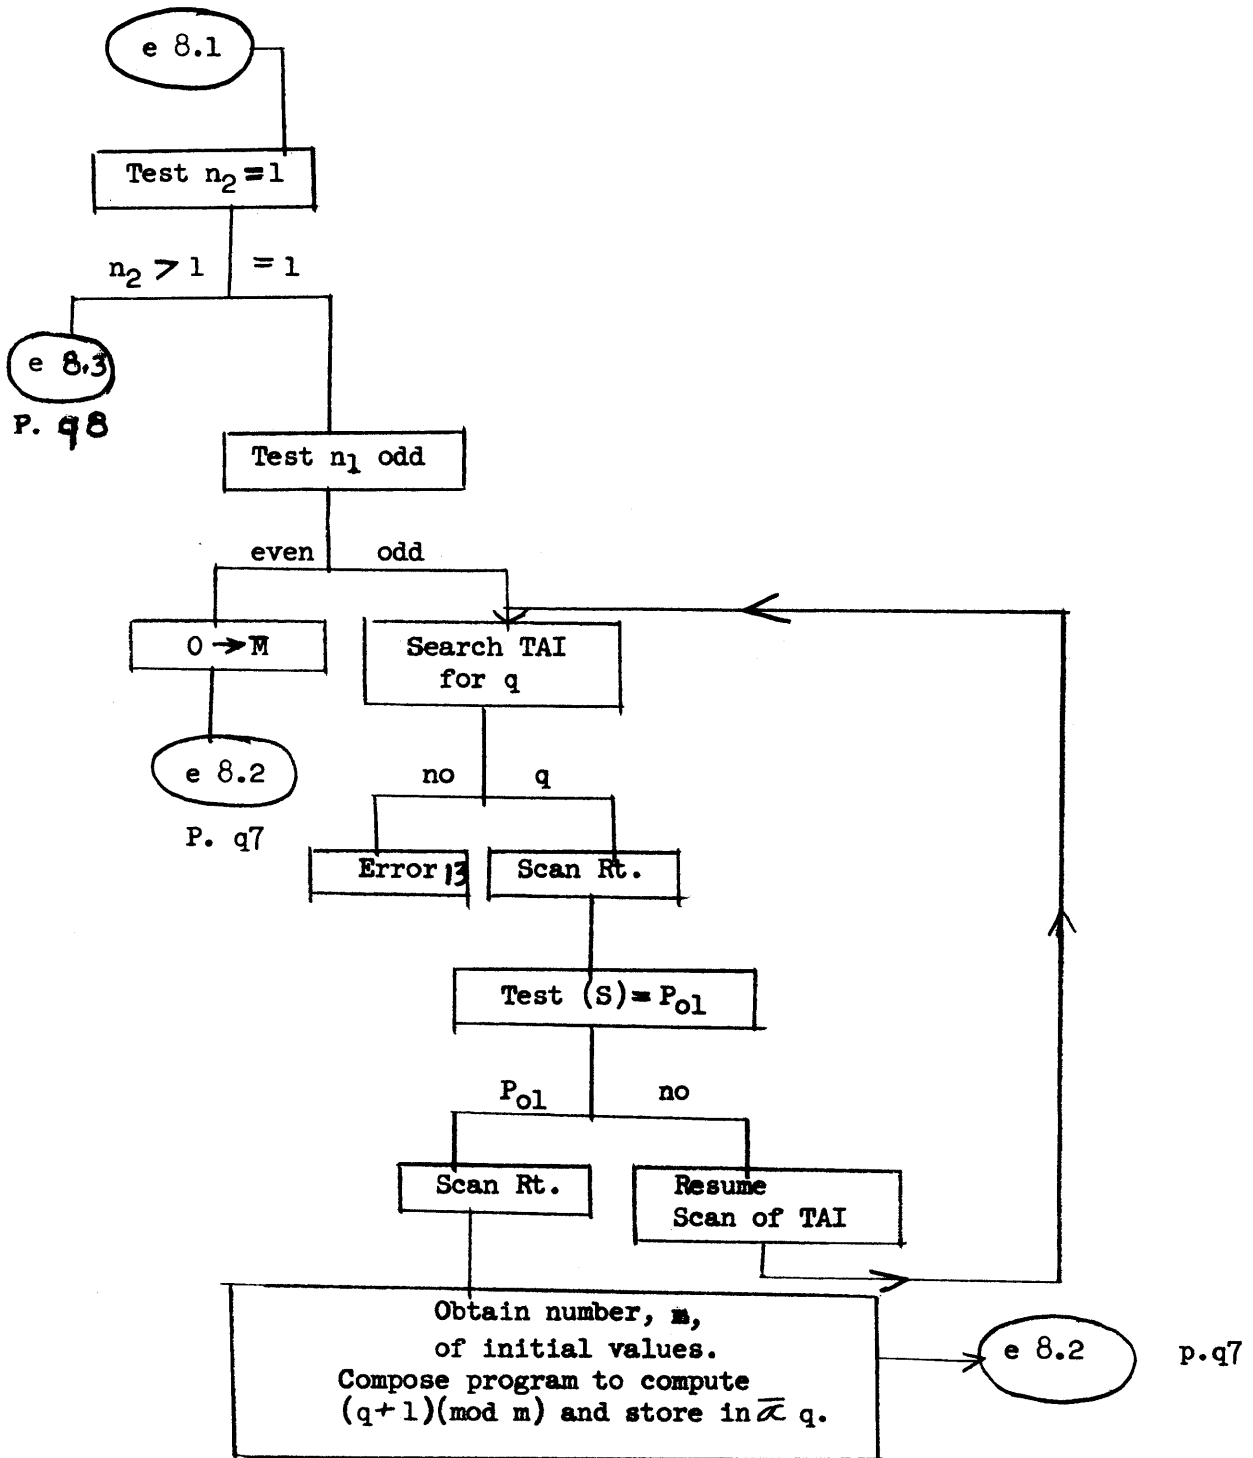 e 8.1
Test n₂ = 1
n₂ > 1
= 1
e 8.3
P. q8
Test n₁ odd
even
odd
0 → M̅
Search TAI
for q
e 8.2
P. q7
no
q
Error 13
Scan Rt.
Test (S) = P₀₁
P₀₁
no
Scan Rt.
Resume
Scan of TAI
Obtain number, m,
of initial values.
Compose program to compute
(q+1)(mod m) and store in α̅ q.
e 8.2
p.q7